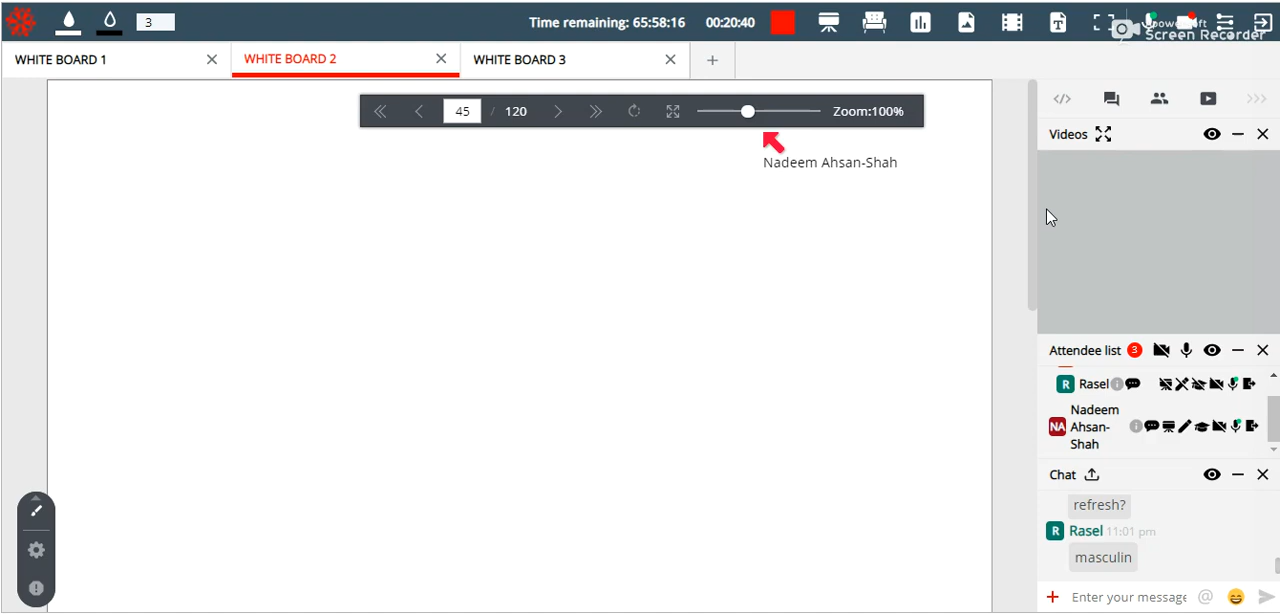 3
Time remaining: 65:58:16
00:20:40
Screen Recorder
WHITE BOARD 1
WHITE BOARD 2
WHITE BOARD 3
45 / 120
Zoom:100%
Nadeem Ahsan-Shah
Videos
Attendee list 3
R Rasel
NA Nadeem
Ahsan-
Shah
Chat
refresh?
R Rasel 11:01 pm
masculin
Enter your message